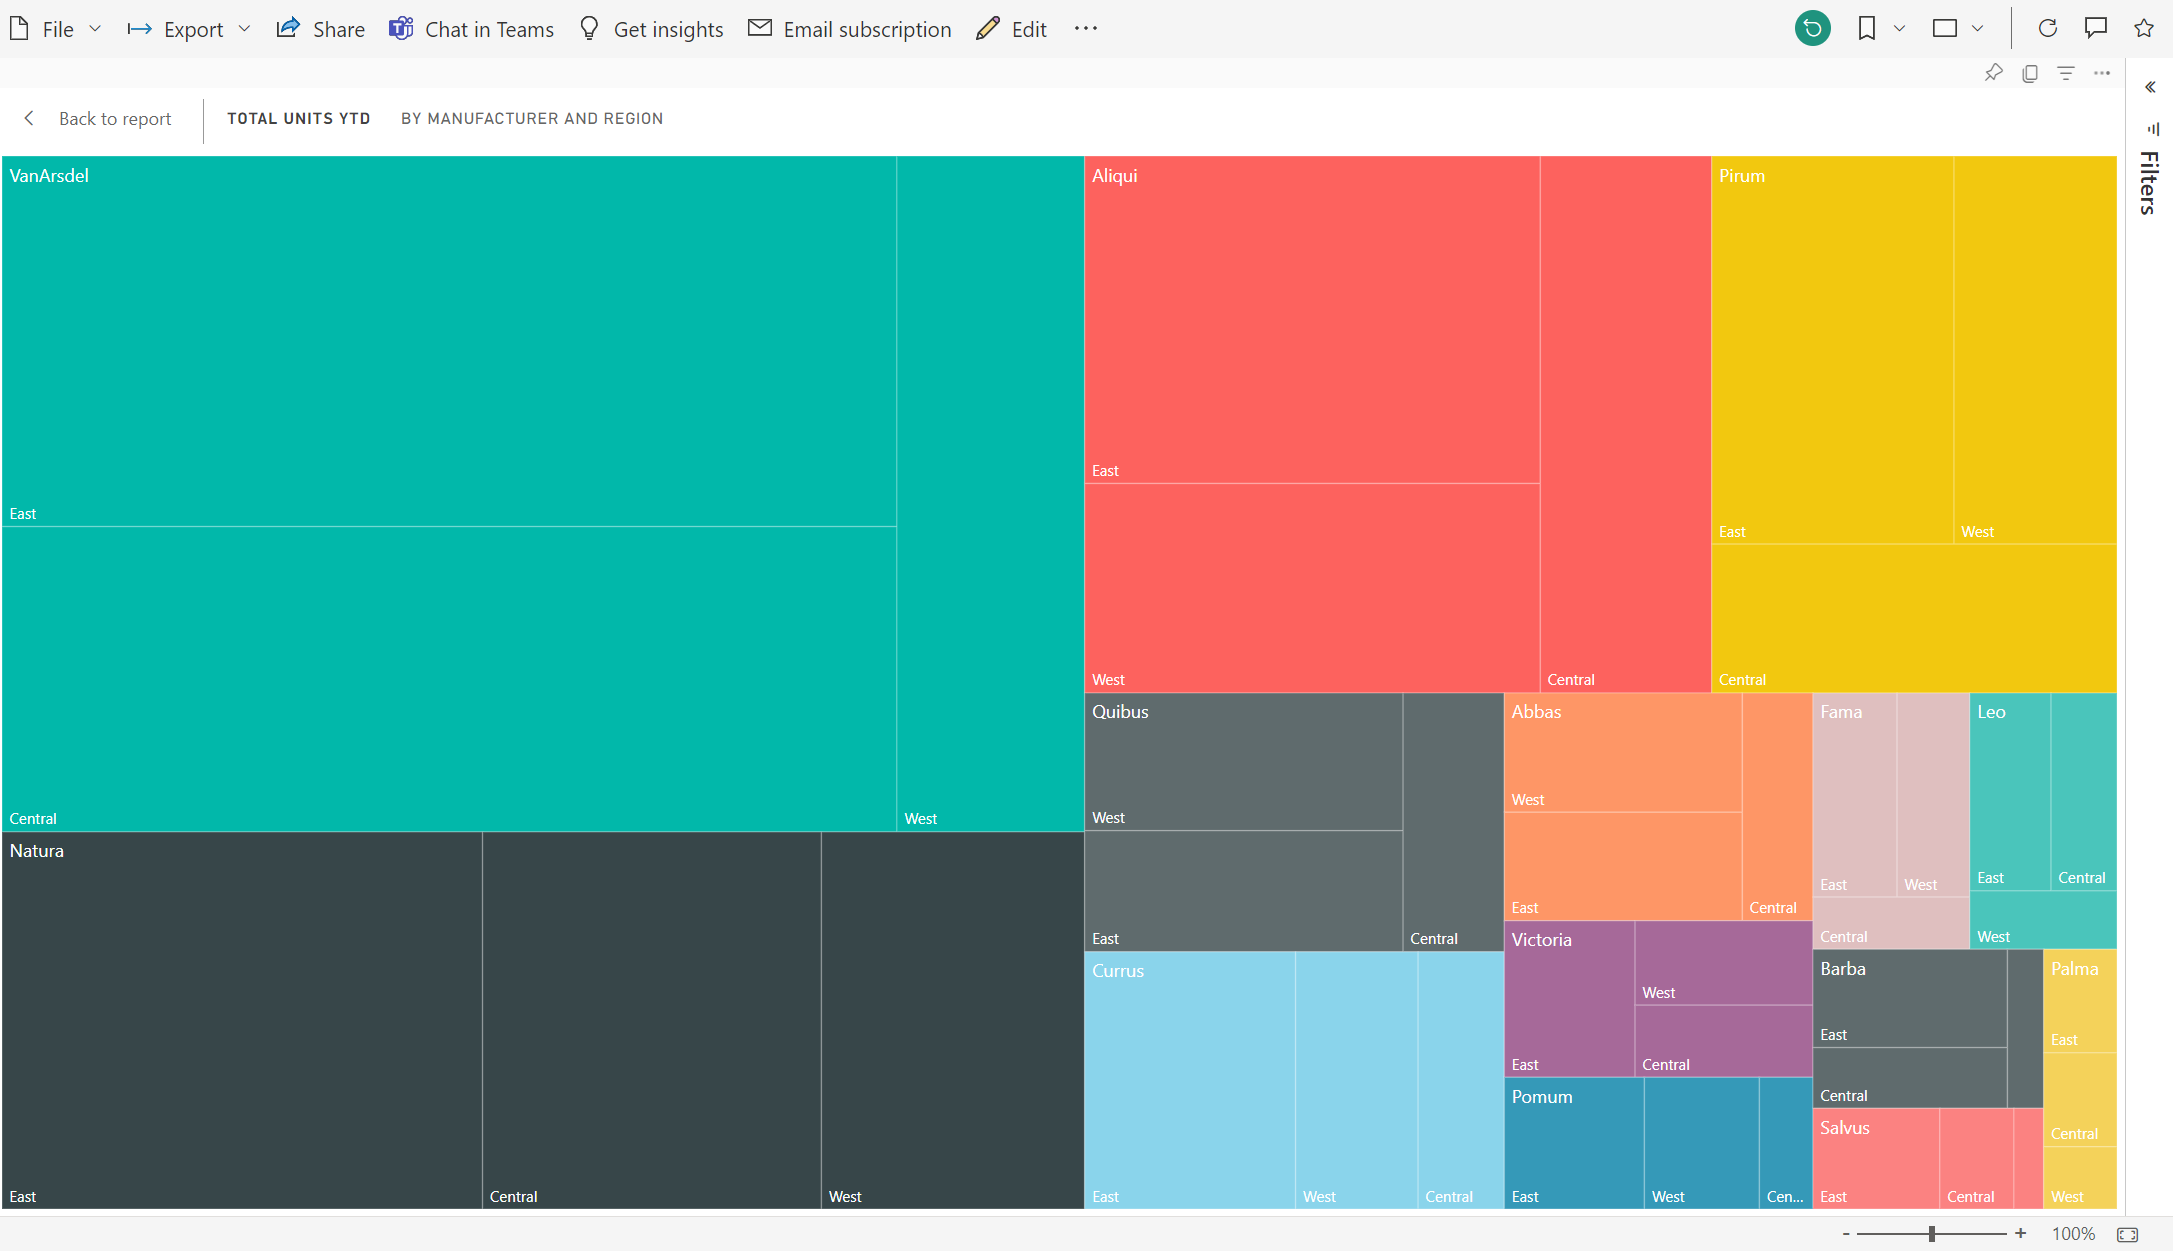 File Export Share Chat in Teams Get insights Email subscription Edit
Back to report TOTAL UNITS YTD BY MANUFACTURER AND REGION
Filters
VanArsdel
East
Central
West
Natura
East
Central
West
Aliqui
East
West
Central
Pirum
East
West
Central
Quibus
West
East
Central
Currus
East
West
Central
Abbas
West
East
Central
Victoria
East
West
Central
Pomum
East
West
Cen...
Fama
East
West
Central
Leo
East
Central
West
Barba
East
Central
Salvus
East
Central
Palma
East
Central
West
- + 100%